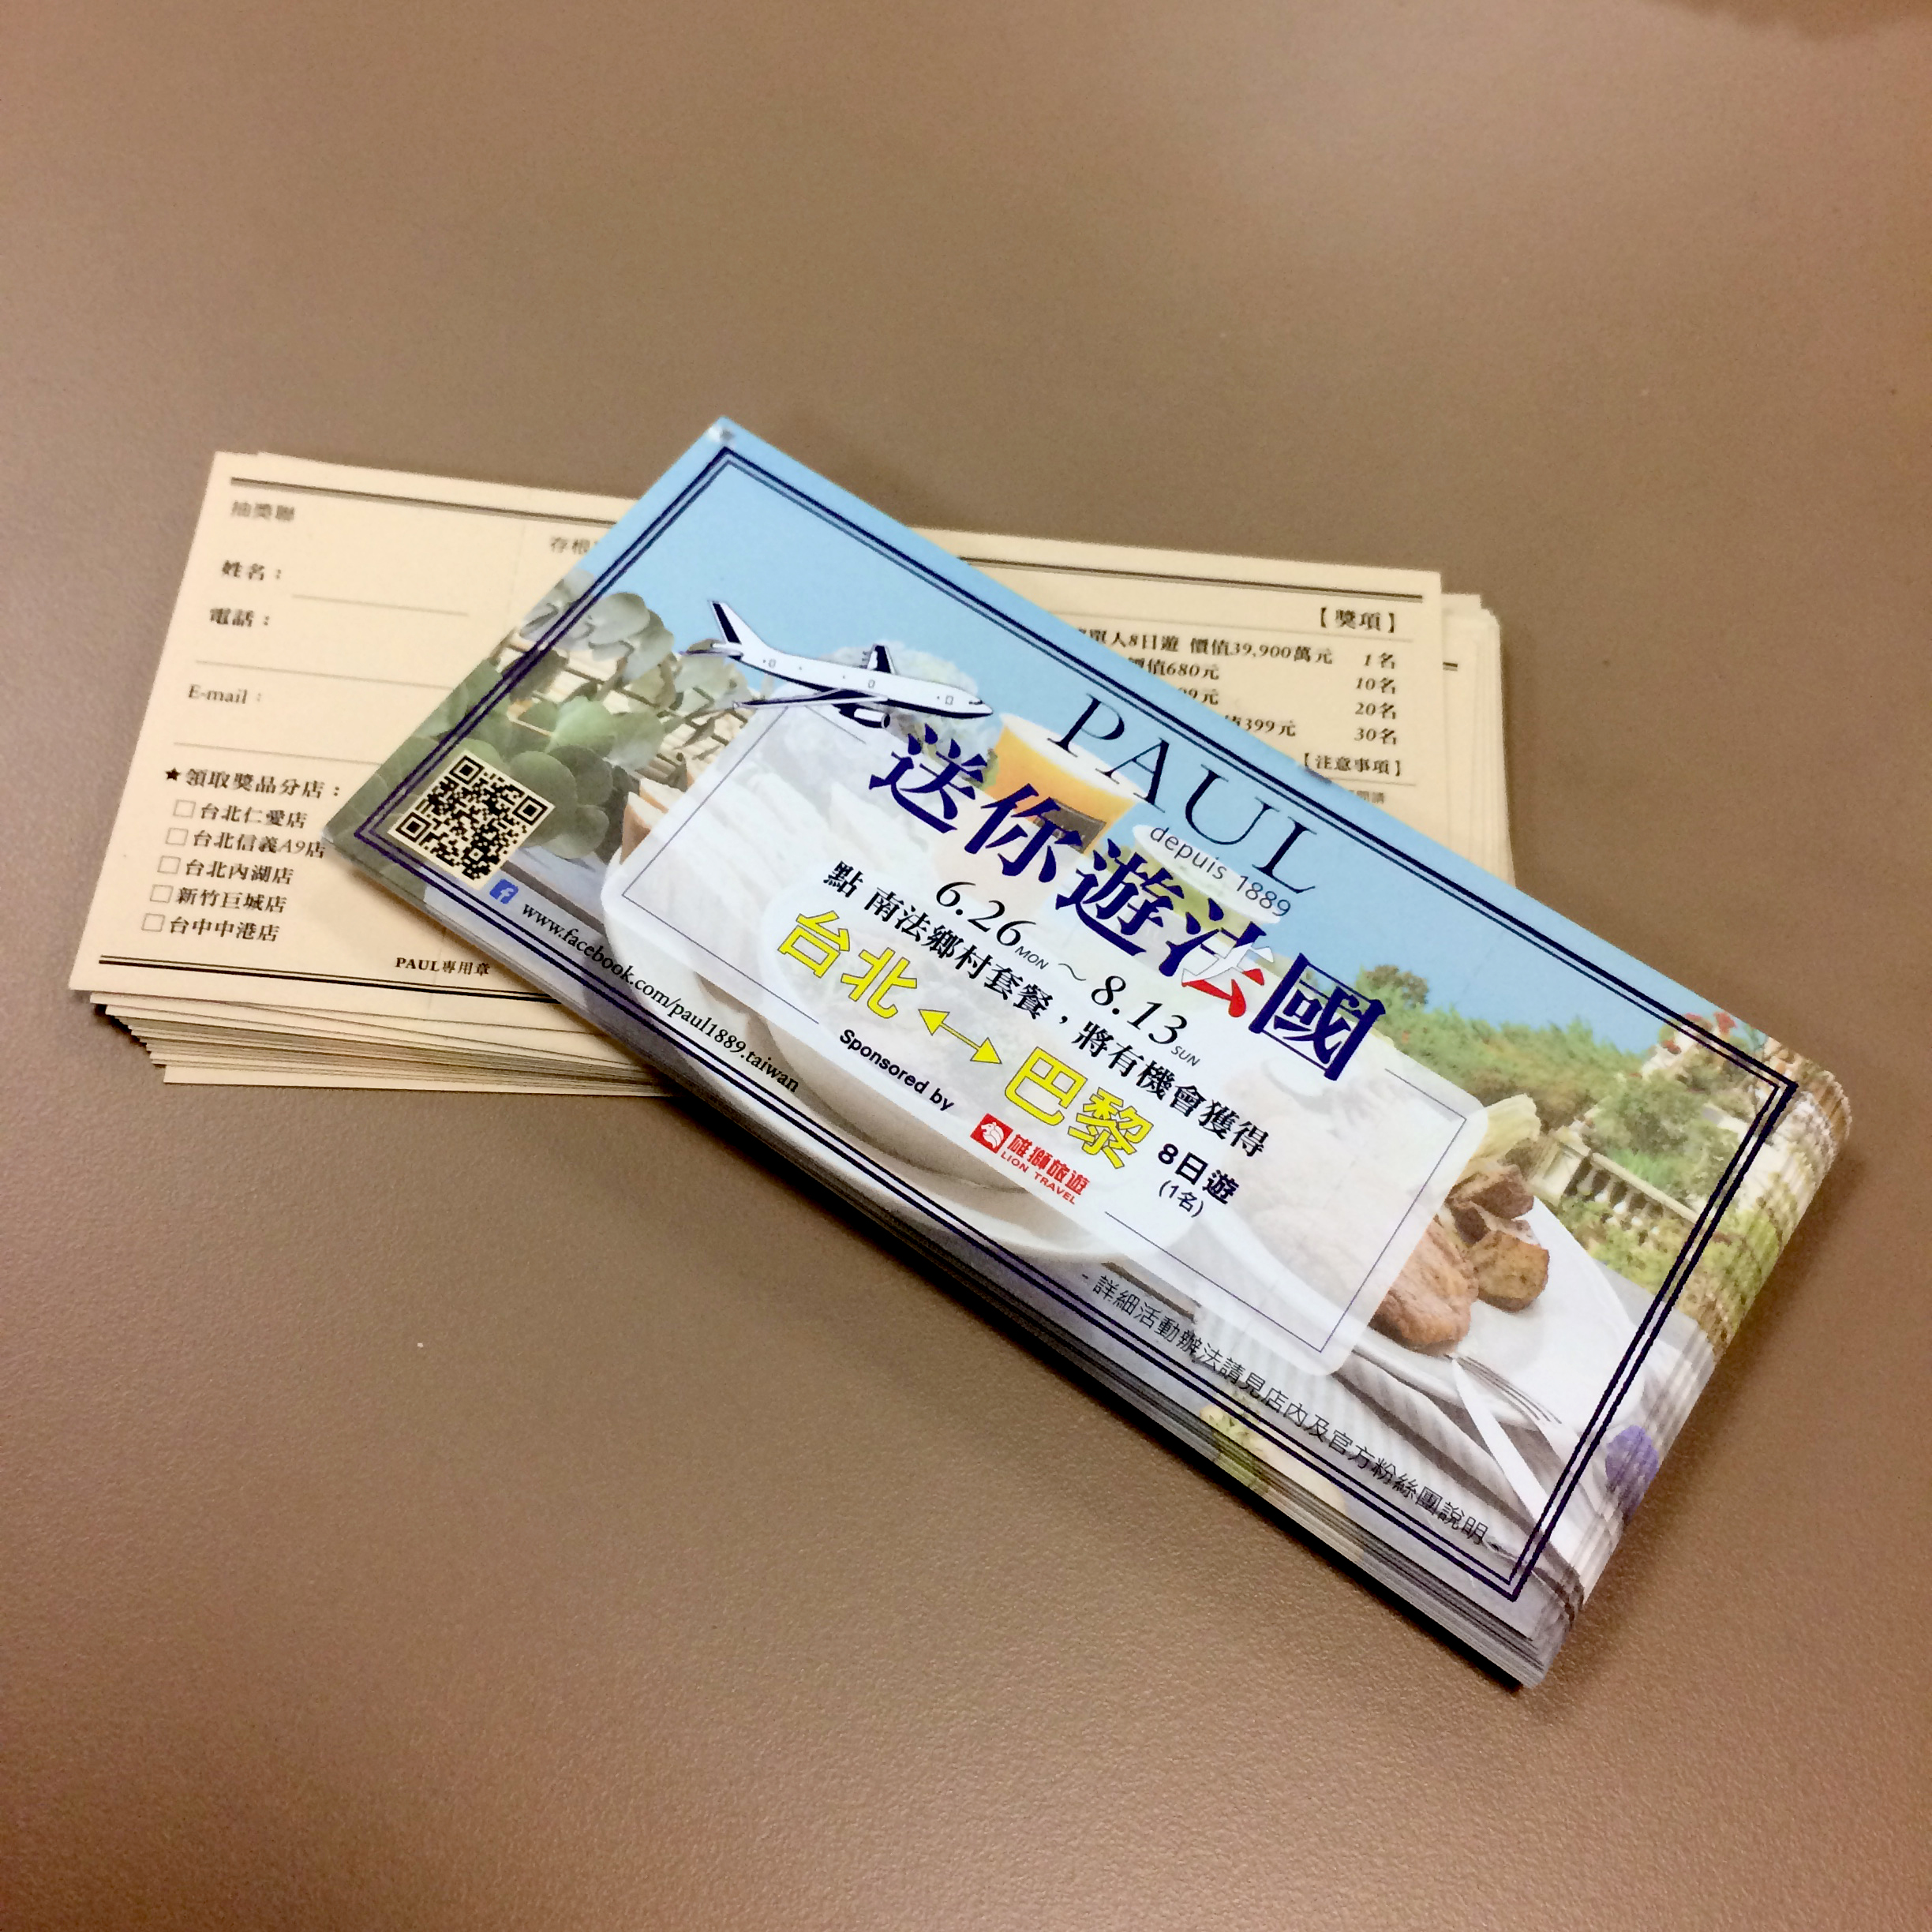 PAUL
depuis 1889
送你遊法國
6.26 MON ~ 8.13 SUN
點 南法鄉村套餐，將有機會獲得
台北 巴黎 8日遊
(1名)
Sponsored by 雄獅旅遊
LION TRAVEL
www.facebook.com/paul1889.taiwan
- 詳細活動辦法請見店內及官方粉絲團說明
抽獎聯
存根
姓名：
電話：
E-mail：
★領取獎品分店：
□台北仁愛店
□台北信義A9店
□台北內湖店
□新竹巨城店
□台中中港店
PAUL專用章
【獎項】
單人8日遊 價值39,900萬元 1名
價值680元 10名
元 20名
值399元 30名
【注意事項】